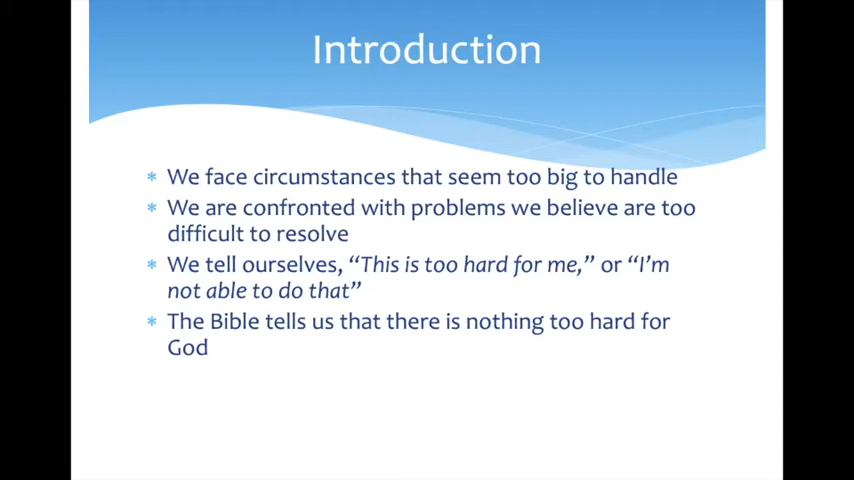 Introduction
* We face circumstances that seem too big to handle
* We are confronted with problems we believe are too
difficult to resolve
* We tell ourselves, “This is too hard for me,” or “I’m
not able to do that”
* The Bible tells us that there is nothing too hard for
God